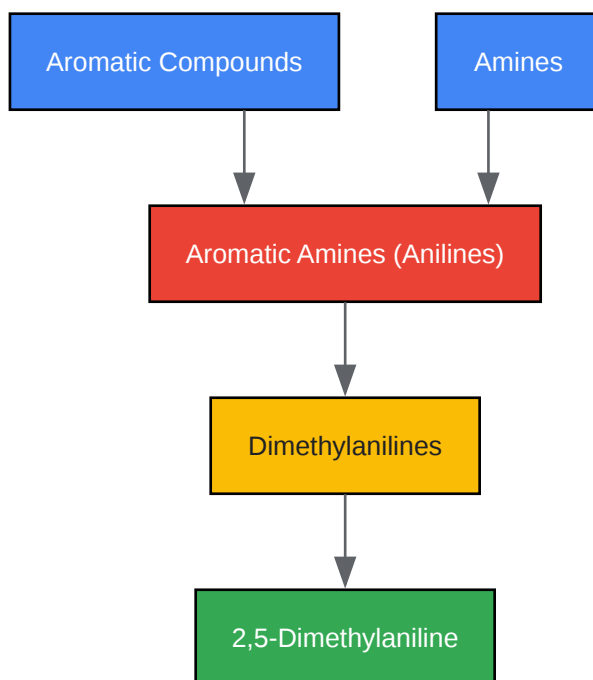 Aromatic Compounds
Amines
Aromatic Amines (Anilines)
Dimethylanilines
2,5-Dimethylaniline